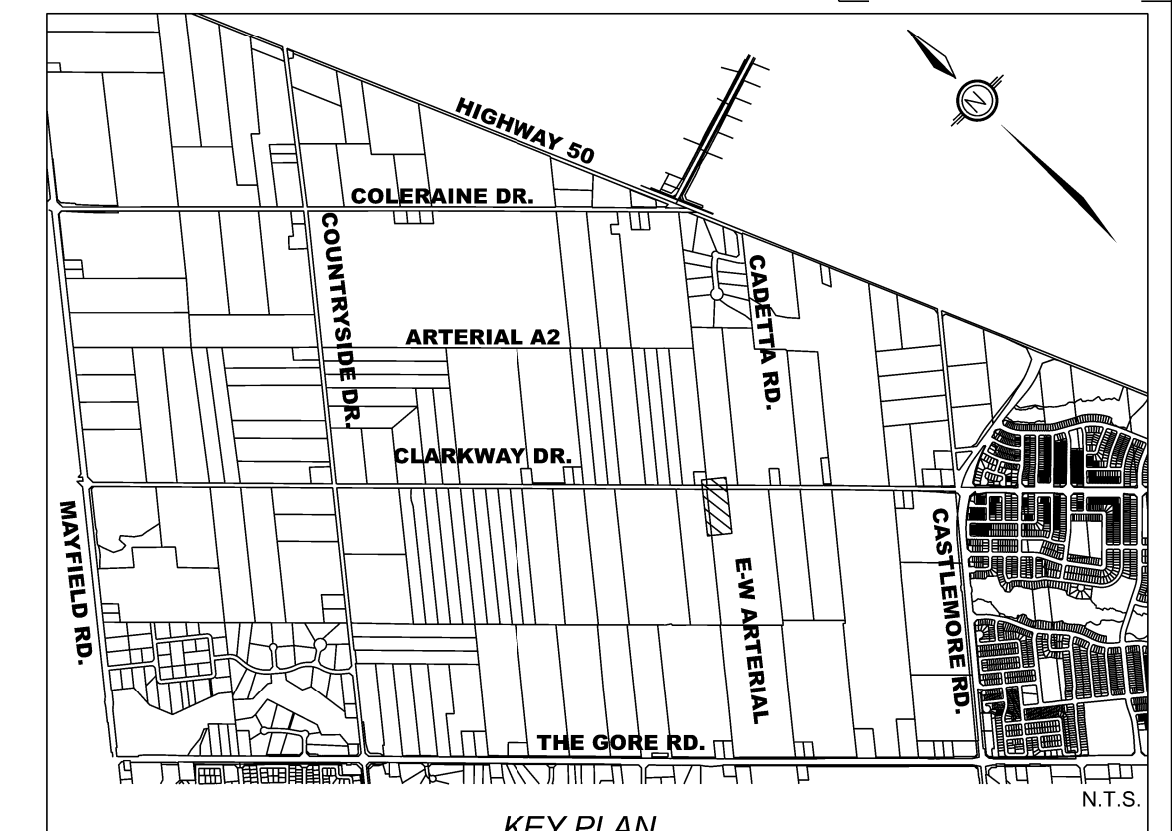 HIGHWAY 50
N
COLERAINE DR.
COUNTRYSIDE DR.
CADETTA RD.
ARTERIAL A2
CLARKWAY DR.
MAYFIELD RD.
CASTLEMORE RD.
E-W ARTERIAL
THE GORE RD.
N.T.S.
KEY PLAN